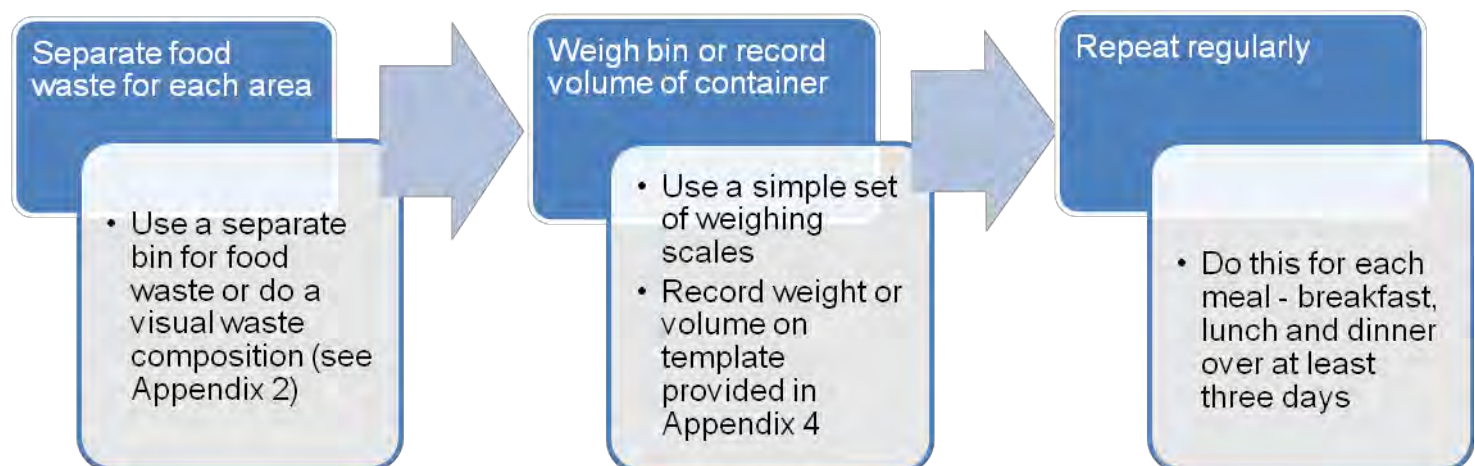 Separate food
waste for each area
• Use a separate
bin for food
waste or do a
visual waste
composition (see
Appendix 2)
Weigh bin or record
volume of container
• Use a simple set
of weighing
scales
• Record weight or
volume on
template
provided in
Appendix 4
Repeat regularly
• Do this for each
meal - breakfast,
lunch and dinner
over at least
three days